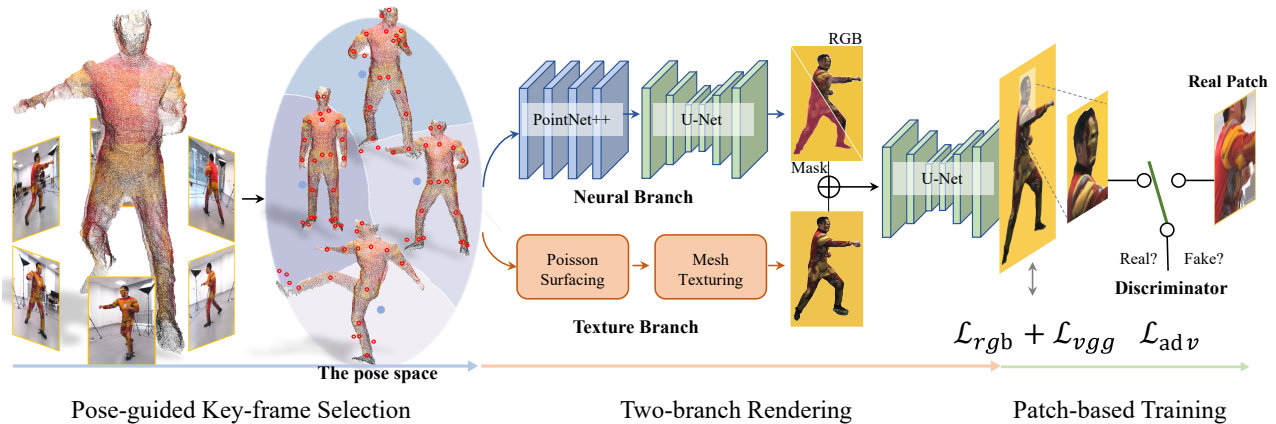 The pose space
PointNet++
U-Net
Neural Branch
Poisson
Surfacing
Mesh
Texturing
Texture Branch
RGB
Mask
U-Net
Real Patch
Real?
Fake?
Discriminator
ℒ𝑟𝑔b + ℒ𝑣𝑔𝑔 ℒad𝑣
Pose-guided Key-frame Selection
Two-branch Rendering
Patch-based Training